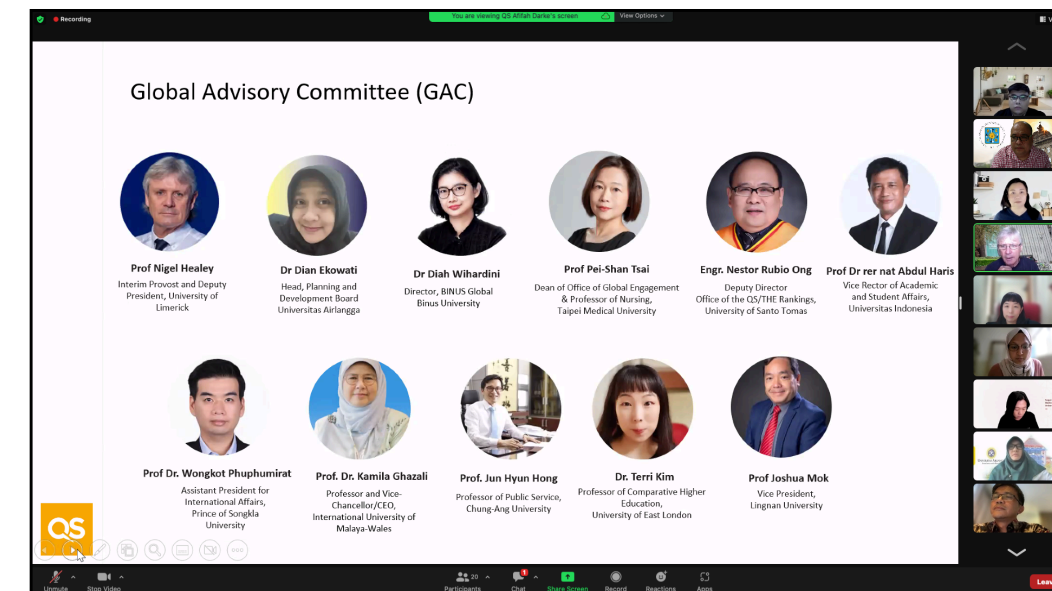 Recording
You are viewing QS Afifah Darke's screen
View Options
Global Advisory Committee (GAC)
Prof Nigel Healey
Interim Provost and Deputy
President, University of
Limerick
Dr Dian Ekowati
Head, Planning and
Development Board
Universitas Airlangga
Dr Diah Wihardini
Director, BINUS Global
Binus University
Prof Pei-Shan Tsai
Dean of Office of Global Engagement
& Professor of Nursing,
Taipei Medical University
Engr. Nestor Rubio Ong
Deputy Director
Office of the QS/THE Rankings,
University of Santo Tomas
Prof Dr rer nat Abdul Haris
Vice Rector of Academic
and Student Affairs,
Universitas Indonesia
Prof Dr. Wongkot Phuphumirat
Assistant President for
International Affairs,
Prince of Songkla
University
Prof. Dr. Kamila Ghazali
Professor and Vice-
Chancellor/CEO,
International University of
Malaya-Wales
Prof. Jun Hyun Hong
Professor of Public Service,
Chung-Ang University
Dr. Terri Kim
Professor of Comparative Higher
Education,
University of East London
Prof Joshua Mok
Vice President,
Lingnan University
QS
Unmute
Stop Video
20
Participants
1
Chat
Share Screen
Record
Reactions
Apps